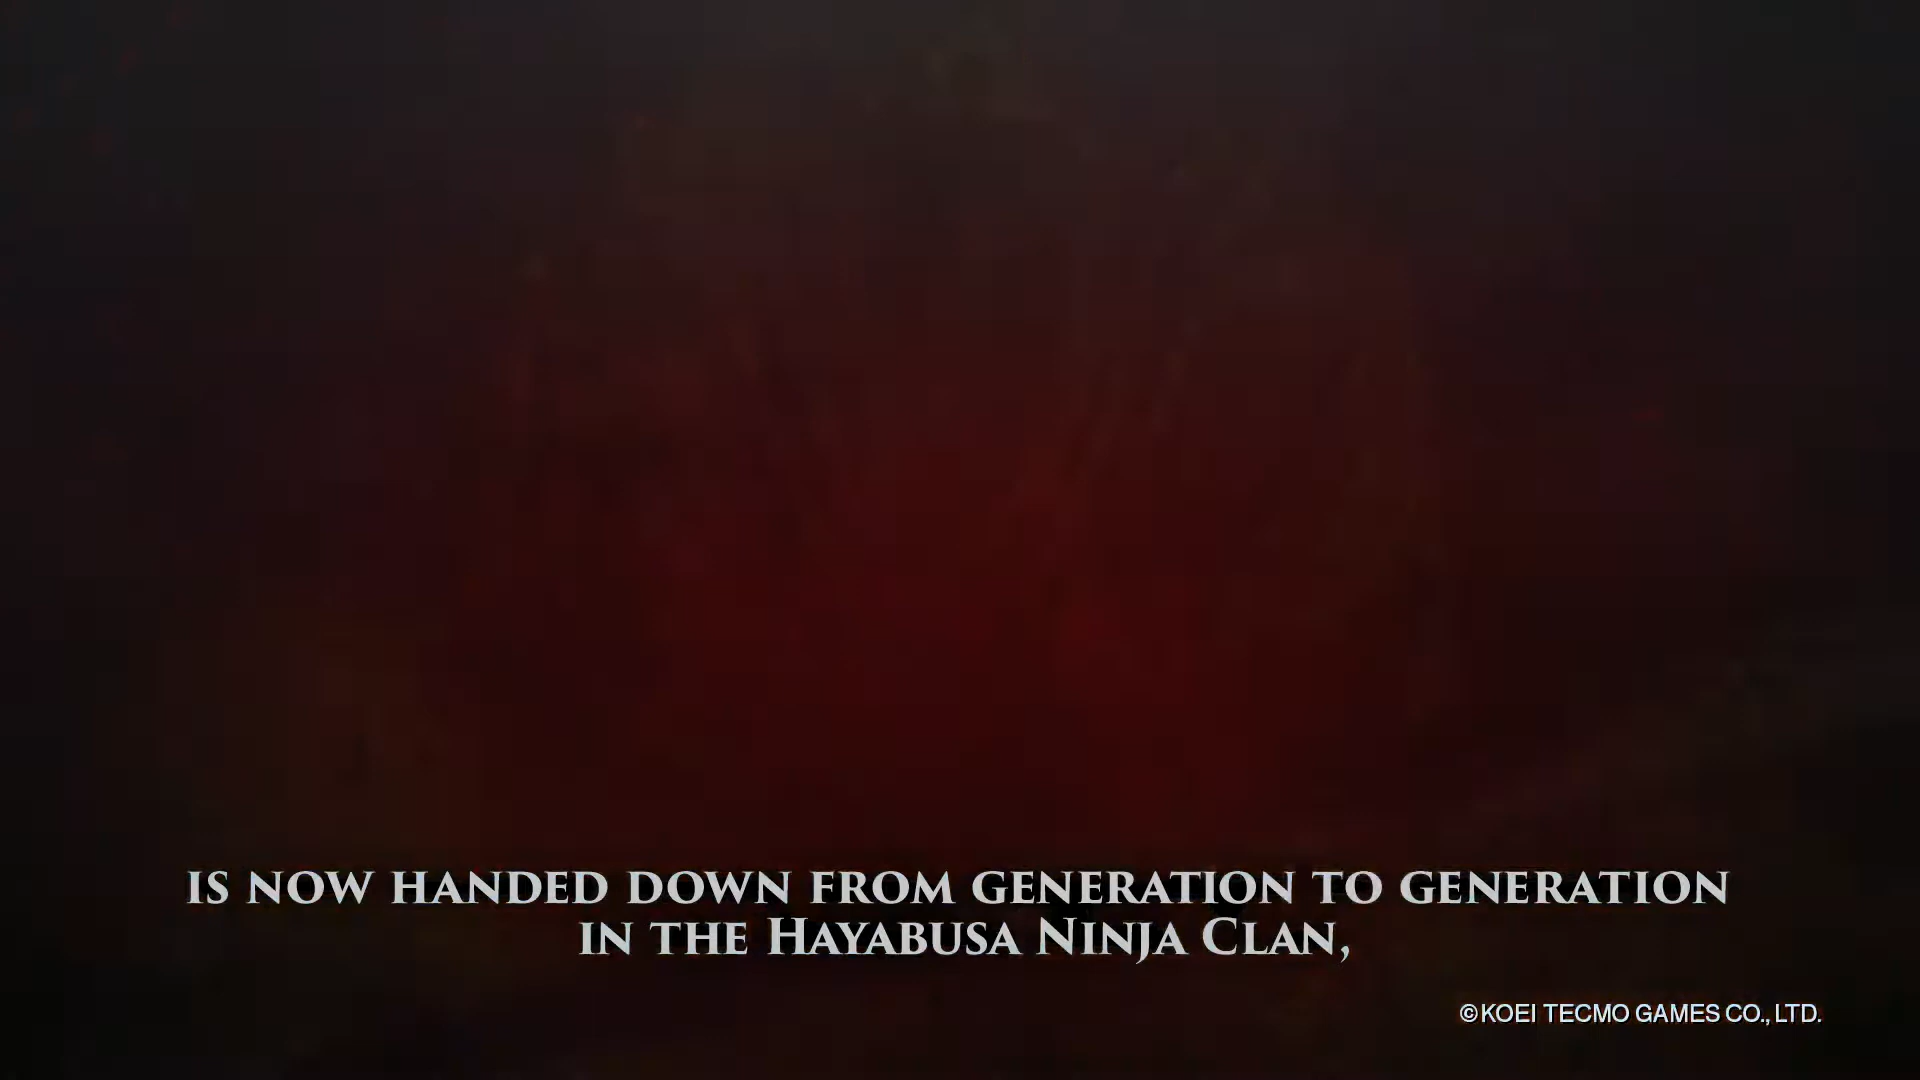 IS NOW HANDED DOWN FROM GENERATION TO GENERATION
IN THE HAYABUSA NINJA CLAN,
©KOEI TECMO GAMES CO., LTD.